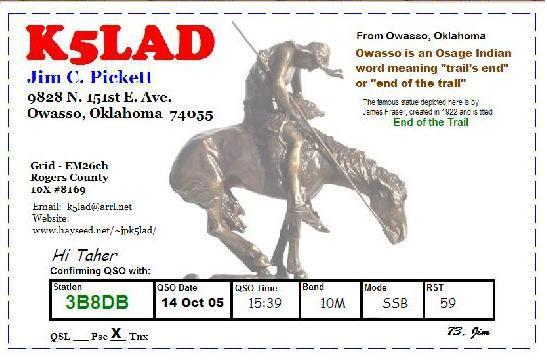 K5LAD
Jim C. Pickett
9828 N. 151st E. Ave.
Owasso, Oklahoma 74055
From Owasso, Oklahoma
Owasso is an Osage Indian
word meaning "trail's end"
or "end of the trail"
The famous statue depicted here is by
James Fraser, created in 1922 and is titled
End of the Trail
Grid - EM26ch
Rogers County
10X #8169
Email: k5lad@arrl.net
Website:
www.hayseed.net/~jpk5lad/
Hi Taher
Confirming QSO with:
Station QSO Date QSO Time Band Mode RST
3B8DB 14 Oct 05 15:39 10M SSB 59
QSL ___ Pse X Tnx
73, Jim